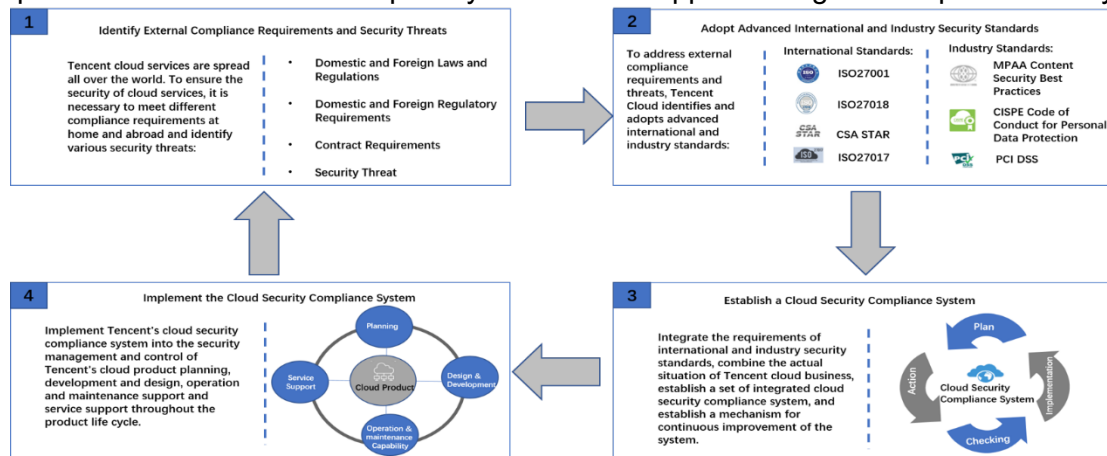 1
Identify External Compliance Requirements and Security Threats
Tencent cloud services are spread
all over the world. To ensure the
security of cloud services, it is
necessary to meet different
compliance requirements at
home and abroad and identify
various security threats:
• Domestic and Foreign Laws and
Regulations
• Domestic and Foreign Regulatory
Requirements
• Contract Requirements
• Security Threat
2
Adopt Advanced International and Industry Security Standards
To address external
compliance
requirements and
threats, Tencent
Cloud identifies and
adopts advanced
international and
industry standards:
International Standards:
ISO27001
ISO27018
CSA
STAR
CSA STAR
ISO
ISO27017
Industry Standards:
MPAA Content
Security Best
Practices
CISPE Code of
Conduct for Personal
Data Protection
PCI
PCI DSS
3
Establish a Cloud Security Compliance System
Integrate the requirements of
international and industry security
standards, combine the actual
situation of Tencent cloud business,
establish a set of integrated cloud
security compliance system, and
establish a mechanism for
continuous improvement of the
system.
Plan
Implementation
Checking
Action
Cloud Security
Compliance System
4
Implement the Cloud Security Compliance System
Implement Tencent's cloud security
compliance system into the security
management and control of
Tencent's cloud product planning,
development and design, operation
and maintenance support and
service support throughout the
product life cycle.
Planning
Service
Support
Cloud Product
Design &
Development
Operation &
maintenance
Capability